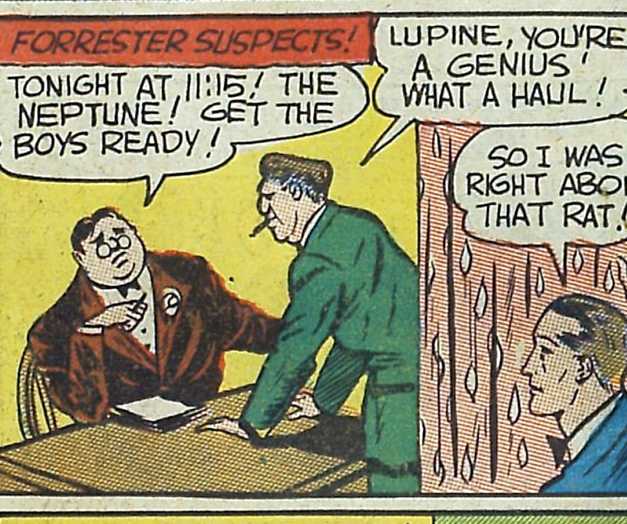 FORRESTER SUSPECTS!
TONIGHT AT 11:15! THE
NEPTUNE! GET THE
BOYS READY!
LUPINE, YOU'RE
A GENIUS!
WHAT A HAUL!
SO I WAS
RIGHT
THAT RAT!